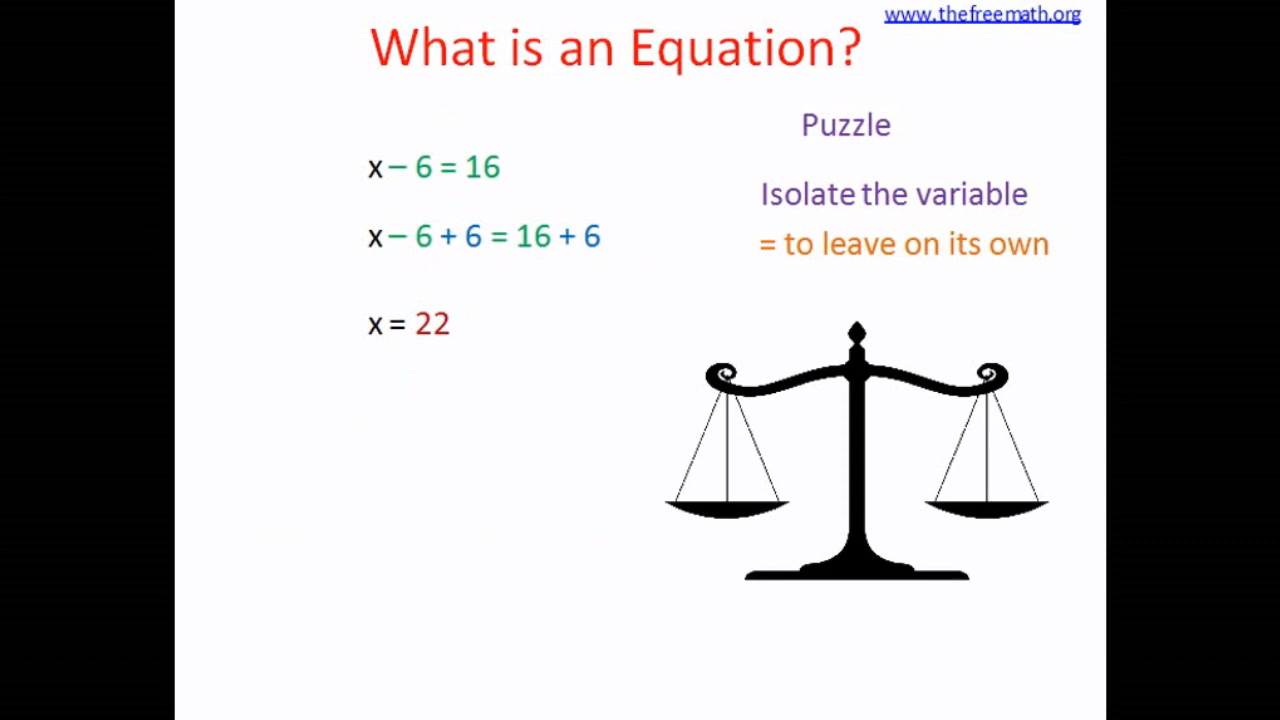 www.thefreemath.org
What is an Equation?
Puzzle
x – 6 = 16
Isolate the variable
x – 6 + 6 = 16 + 6
= to leave on its own
x = 22